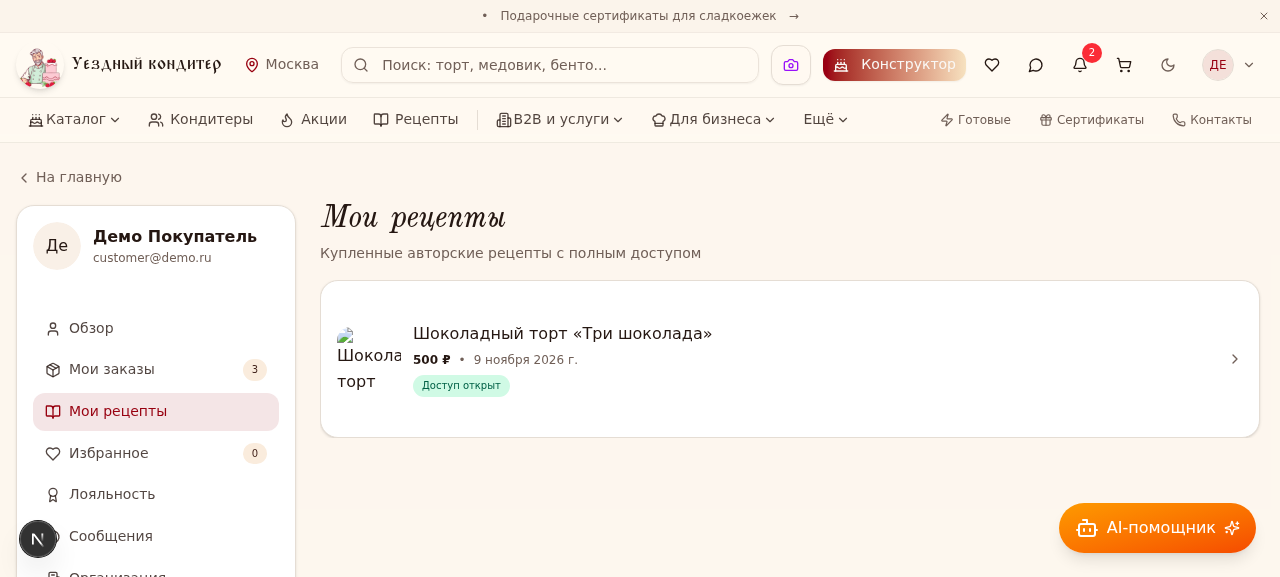 • Подарочные сертификаты для сладкоежек →
Уездный кондитер
Москва
Поиск: торт, медовик, бенто...
Конструктор
2
ДЕ
Каталог
Кондитеры
Акции
Рецепты
B2B и услуги
Для бизнеса
Ещё
Готовые
Сертификаты
Контакты
На главную
Де
Демо Покупатель
customer@demo.ru
Обзор
Мои заказы 3
Мои рецепты
Избранное 0
Лояльность
Сообщения
Организация
Мои рецепты
Купленные авторские рецепты с полным доступом
Шокола
торт
Шоколадный торт «Три шоколада»
500 ₽ • 9 ноября 2026 г.
Доступ открыт
N
AI-помощник